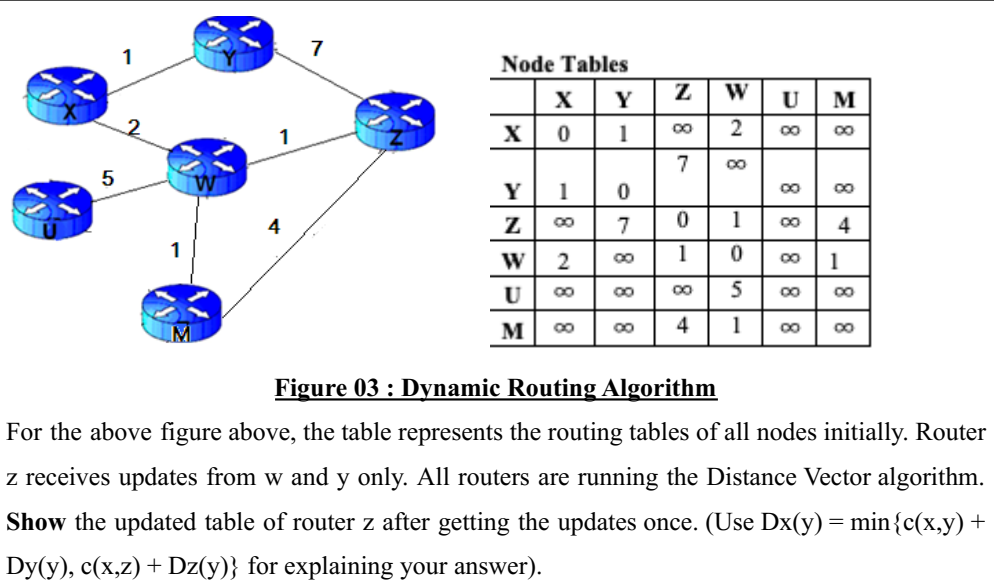 1
7
Y
X
2
1
Z
5
W
U
4
1
M
Node Tables
X Y Z W U M
X 0 1 ∞ 2 ∞ ∞
Y 1 0 7 ∞ ∞ ∞
Z ∞ 7 0 1 ∞ 4
W 2 ∞ 1 0 ∞ 1
U ∞ ∞ ∞ 5 ∞ ∞
M ∞ ∞ 4 1 ∞ ∞
Figure 03 : Dynamic Routing Algorithm
For the above figure above, the table represents the routing tables of all nodes initially. Router
z receives updates from w and y only. All routers are running the Distance Vector algorithm.
Show the updated table of router z after getting the updates once. (Use Dx(y) = min{c(x,y) +
Dy(y), c(x,z) + Dz(y)} for explaining your answer).